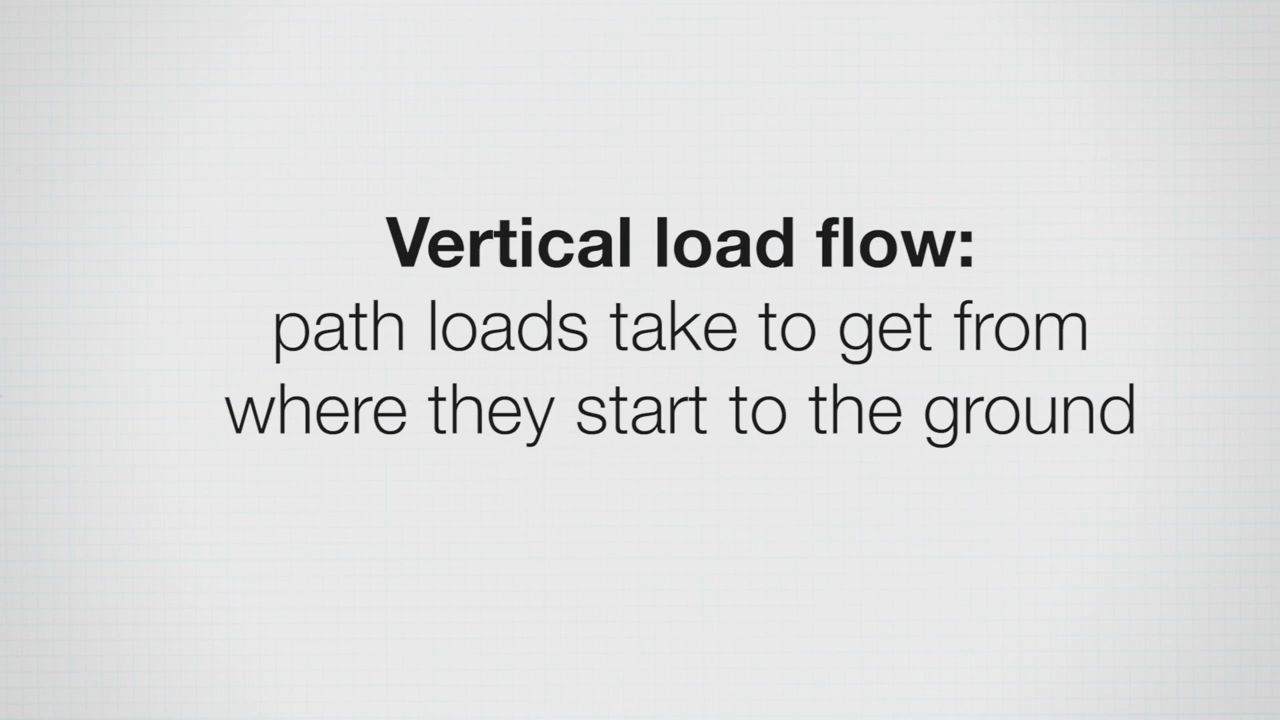 Vertical load flow:
path loads take to get from
where they start to the ground